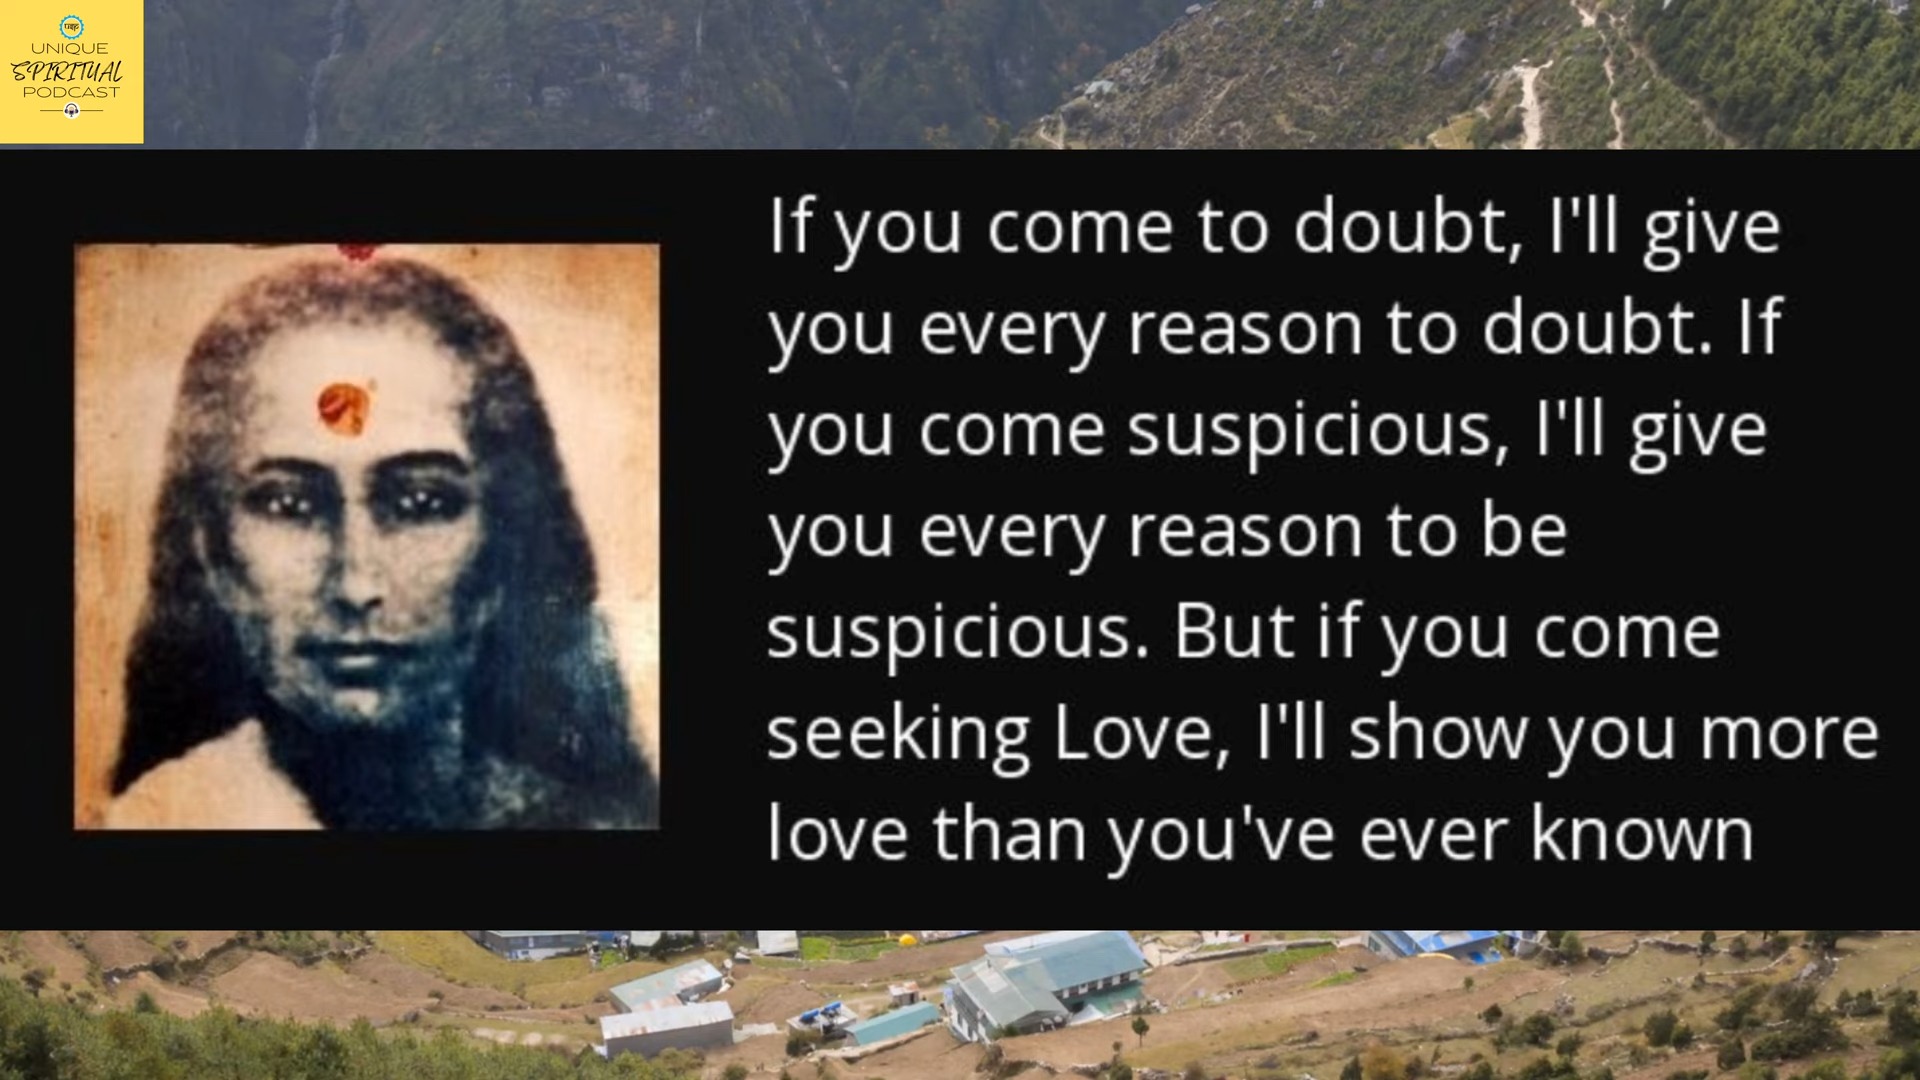 UNIQUE
SPIRITUAL
PODCAST
If you come to doubt, I'll give
you every reason to doubt. If
you come suspicious, I'll give
you every reason to be
suspicious. But if you come
seeking Love, I'll show you more
love than you've ever known